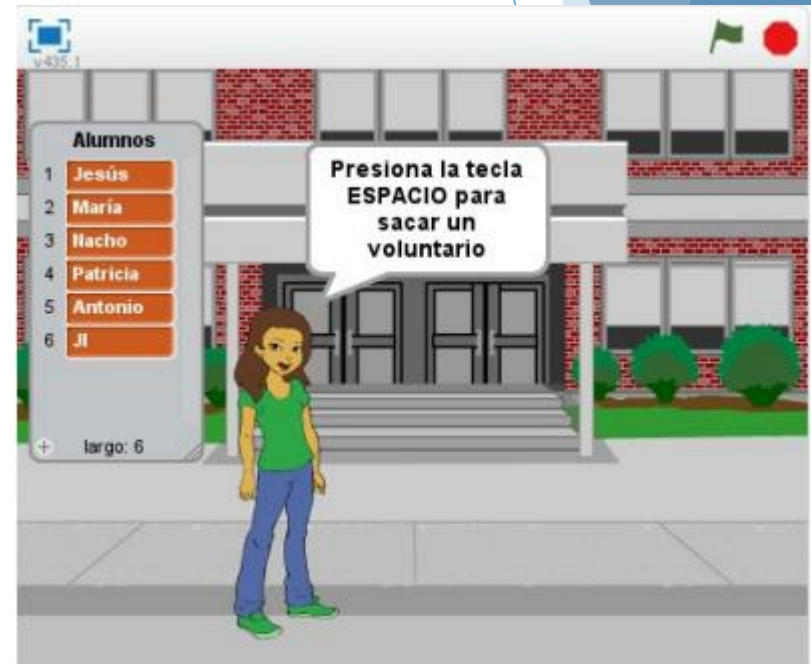 v435.1
Alumnos
1 Jesús
2 María
3 Nacho
4 Patricia
5 Antonio
6 JI
+ largo: 6
Presiona la tecla
ESPACIO para
sacar un
voluntario